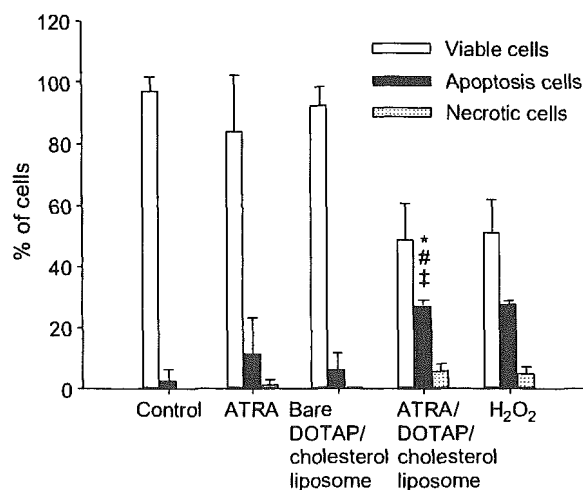 120
100
80
60
40
20
0
% of cells
Viable cells
Apoptosis cells
Necrotic cells
*
#
‡
Control
ATRA
Bare
DOTAP/
cholesterol
liposome
ATRA/
DOTAP/
cholesterol
liposome
H₂O₂